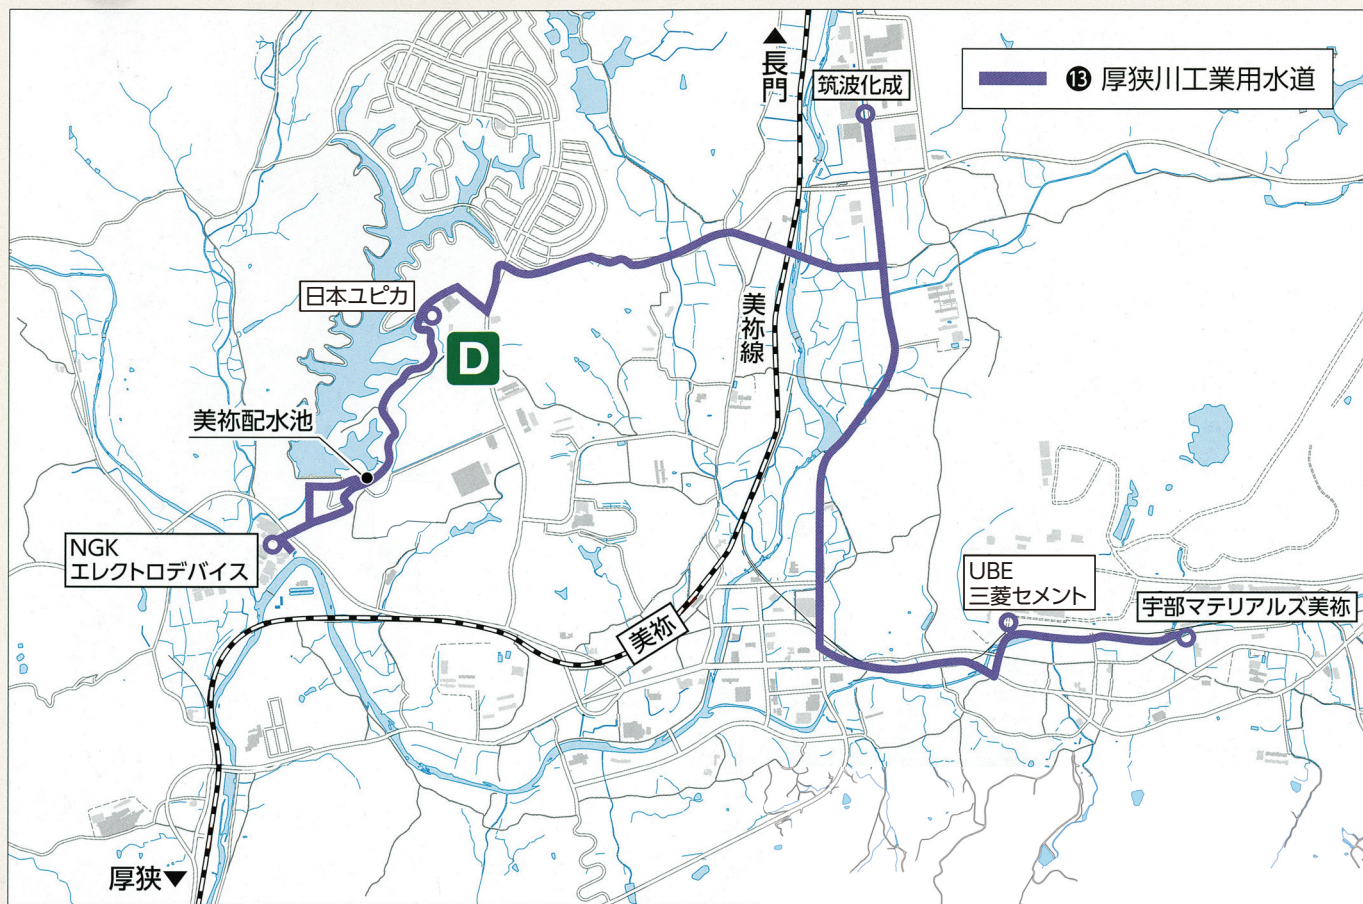 ▲長門
筑波化成
⓭ 厚狭川工業用水道
日本ユピカ
D
美祢線
美祢配水池
NGK
エレクトロデバイス
UBE
三菱セメント
宇部マテリアルズ美祢
美祢
厚狭▼